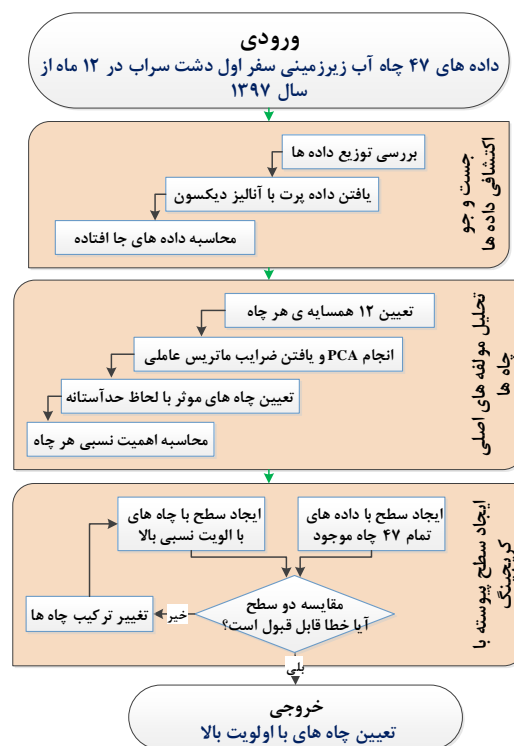 ورودی
داده های ۴۷ چاه آب زیرزمینی سفر اول دشت سراب در ۱۲ ماه از
سال ۱۳۹۷
جست و جو
اکتشافی داده
ها
بررسی توزیع داده ها
یافتن داده پرت با آنالیز دیکسون
محاسبه داده های جا افتاده
تحلیل مولفه های اصلی
چاه ها
تعیین ۱۲ همسایه ی هر چاه
انجام PCA و یافتن ضرایب ماتریس عاملی
تعیین چاه های موثر با لحاظ حدآستانه
محاسبه اهمیت نسبی هر چاه
ایجاد سطح پیوسته با
کریجینگ
ایجاد سطح با داده های
تمام ۴۷ چاه موجود
ایجاد سطح با چاه های
با الویت نسبی بالا
مقایسه دو سطح
آیا خطا قابل قبول است؟
خیر
تغییر ترکیب چاه ها
بلی
خروجی
تعیین چاه های با اولویت بالا